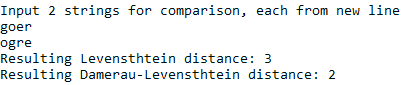 Input 2 strings for comparison, each from new line
goer
ogre
Resulting Levensthtein distance: 3
Resulting Damerau-Levensthtein distance: 2